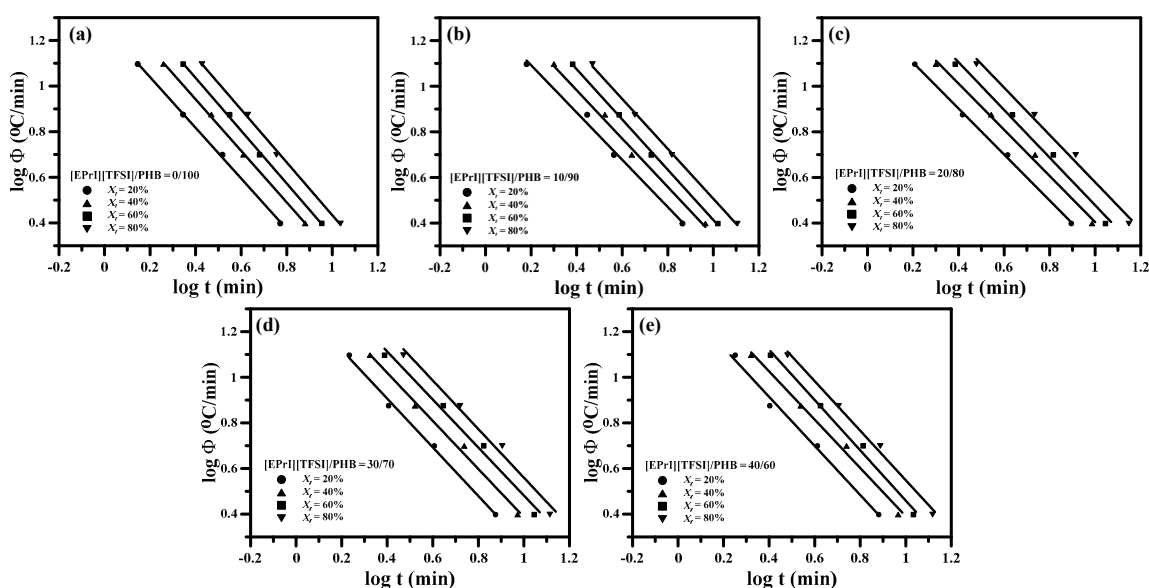 (a)
1.2
1
0.8
0.6
0.4
log Φ (⁰C/min)
[EPrI][TFSI]/PHB = 0/100
Xₜ = 20%
Xₜ = 40%
Xₜ = 60%
Xₜ = 80%
-0.2 0 0.2 0.4 0.6 0.8 1 1.2
log t (min)
(b)
1.2
1
0.8
0.6
0.4
log Φ (⁰C/min)
[EPrI][TFSI]/PHB = 10/90
Xₜ = 20%
Xₜ = 40%
Xₜ = 60%
Xₜ = 80%
-0.2 0 0.2 0.4 0.6 0.8 1 1.2
log t (min)
(c)
1.2
1
0.8
0.6
0.4
log Φ (⁰C/min)
[EPrI][TFSI]/PHB = 20/80
Xₜ = 20%
Xₜ = 40%
Xₜ = 60%
Xₜ = 80%
-0.2 0 0.2 0.4 0.6 0.8 1 1.2
log t (min)
(d)
1.2
1
0.8
0.6
0.4
log Φ (⁰C/min)
[EPrI][TFSI]/PHB = 30/70
Xₜ = 20%
Xₜ = 40%
Xₜ = 60%
Xₜ = 80%
-0.2 0 0.2 0.4 0.6 0.8 1 1.2
log t (min)
(e)
1.2
1
0.8
0.6
0.4
log Φ (⁰C/min)
[EPrI][TFSI]/PHB = 40/60
Xₜ = 20%
Xₜ = 40%
Xₜ = 60%
Xₜ = 80%
-0.2 0 0.2 0.4 0.6 0.8 1 1.2
log t (min)